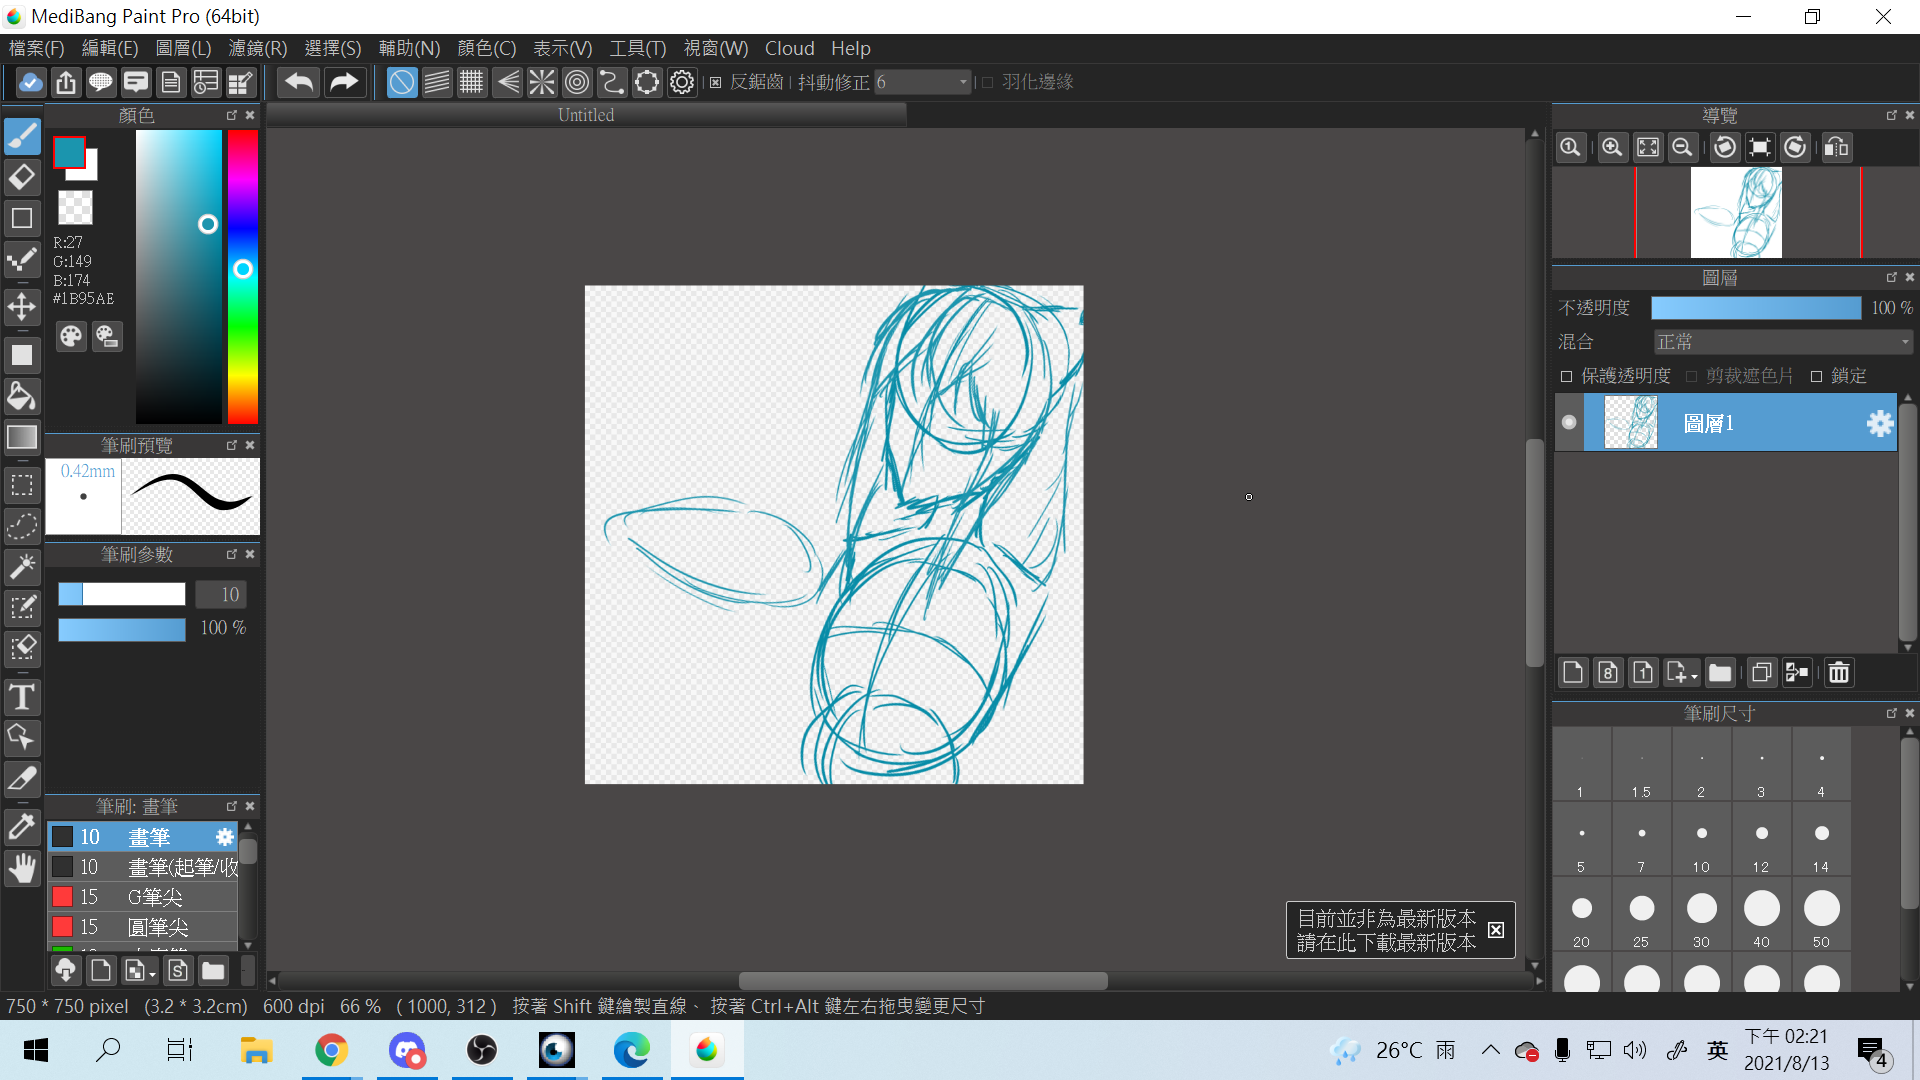 MediBang Paint Pro (64bit)
檔案(F) 編輯(E) 圖層(L) 濾鏡(R) 選擇(S) 輔助(N) 顏色(C) 表示(V) 工具(T) 視窗(W) Cloud Help
反鋸齒 抖動修正 6 羽化邊緣
顏色
Untitled
導覽
R:27
G:149
B:174
#1B95AE
圖層
不透明度 100 %
混合 正常
保護透明度 剪裁遮色片 鎖定
圖層1
筆刷預覽
0.42mm
筆刷參數
10
100 %
筆刷尺寸
1 1.5 2 3 4
5 7 10 12 14
20 25 30 40 50
筆刷: 畫筆
10 畫筆
10 畫筆(起筆/收
15 G筆尖
15 圓筆尖
目前並非為最新版本
請在此下載最新版本
750 * 750 pixel (3.2 * 3.2cm) 600 dpi 66 % ( 1000, 312 ) 按著 Shift 鍵繪製直線、 按著 Ctrl+Alt 鍵左右拖曳變更尺寸
26°C 雨
英
下午 02:21
2021/8/13
4